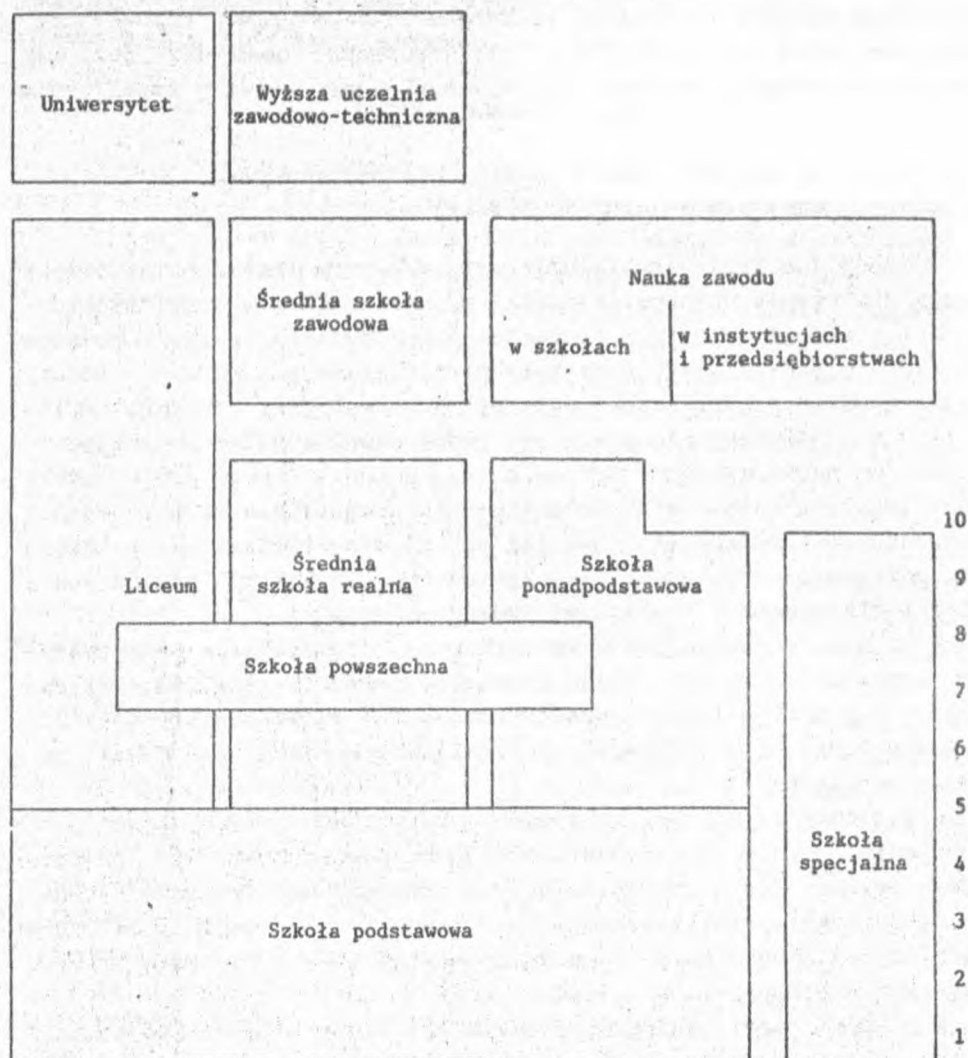 Uniwersytet
Wyższa uczelnia
zawodowo-techniczna
Średnia szkoła
zawodowa
Nauka zawodu
w szkołach
w instytucjach
i przedsiębiorstwach
Liceum
Średnia
szkoła realna
Szkoła
ponadpodstawowa
Szkoła powszechna
Szkoła podstawowa
Szkoła
specjalna
10
9
8
7
6
5
4
3
2
1